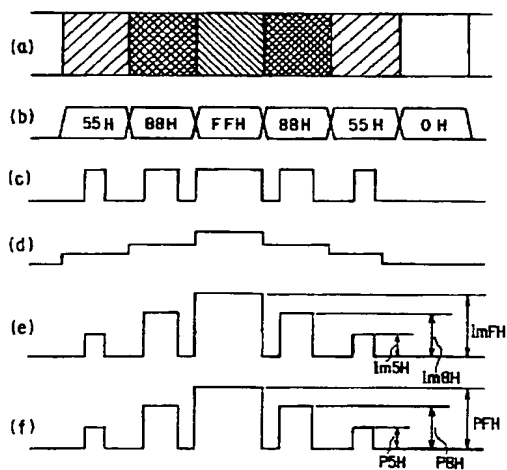 (a)
(b) 55H 88H FFH 88H 55H 0H
(c)
(d)
(e)
ImFH
Im5H
Im8H
(f)
PFH
P5H P8H